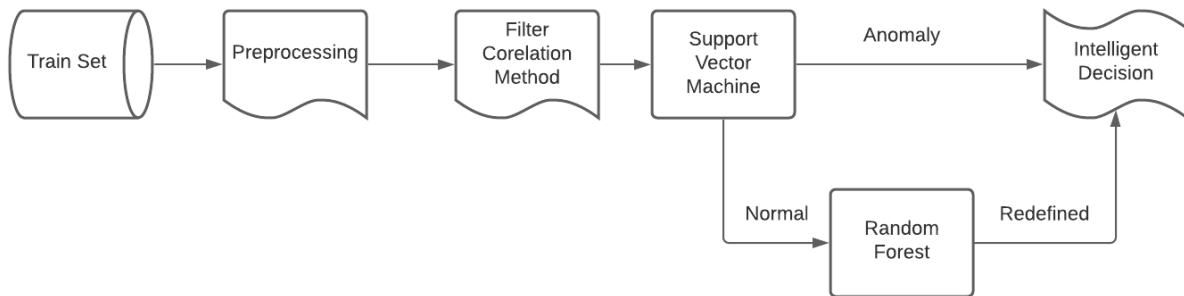 Train Set
Preprocessing
Filter
Corelation
Method
Support
Vector
Machine
Anomaly
Intelligent
Decision
Normal
Random
Forest
Redefined